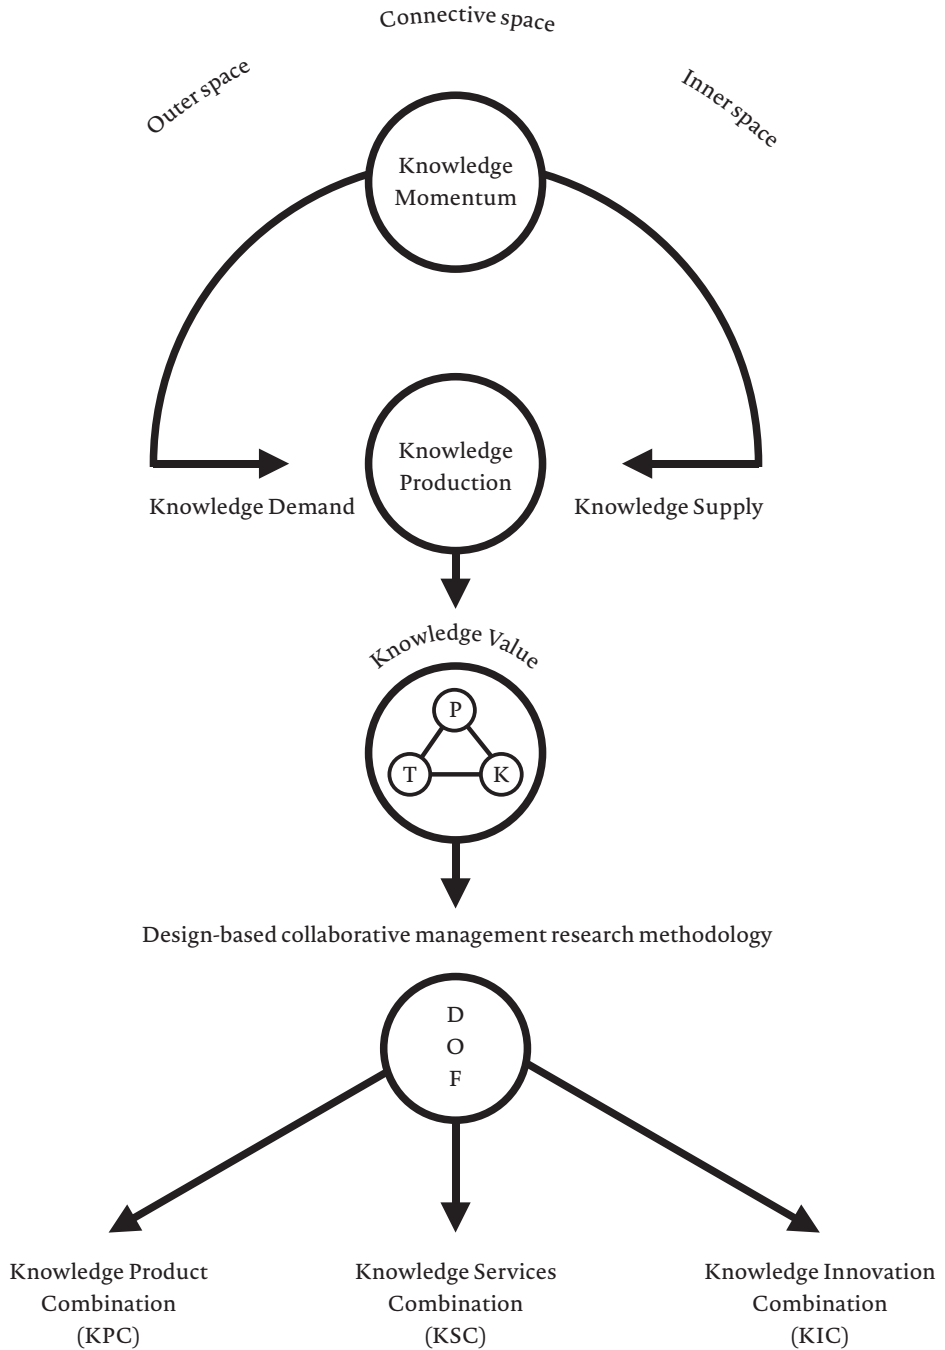 Connective space
Outer space
Inner space
Knowledge
Momentum
Knowledge
Production
Knowledge Demand
Knowledge Supply
Knowledge Value
P
T
K
Design-based collaborative management research methodology
D
O
F
Knowledge Product
Combination
(KPC)
Knowledge Services
Combination
(KSC)
Knowledge Innovation
Combination
(KIC)